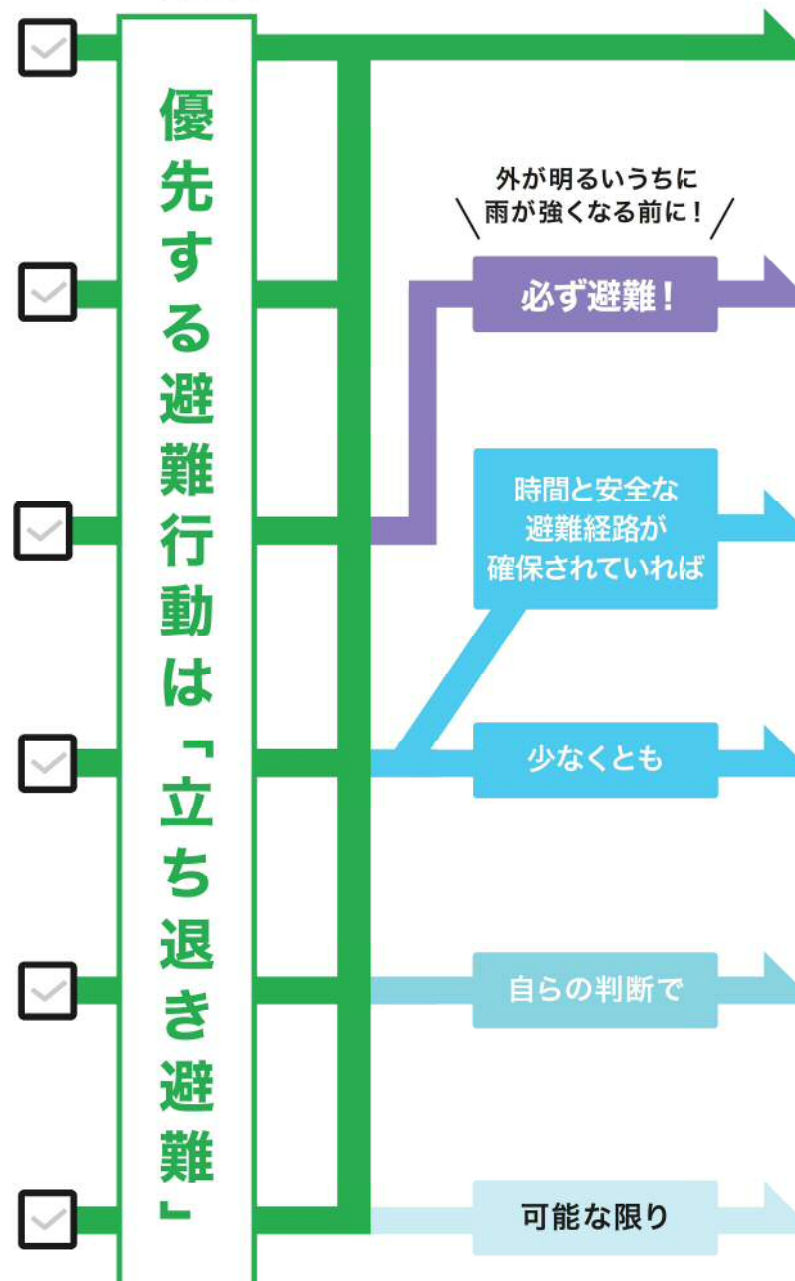 優先する避難行動は「立ち退き避難」
外が明るいうちに
雨が強くなる前に！
必ず避難！
時間と安全な
避難経路が
確保されていれば
少なくとも
自らの判断で
可能な限り